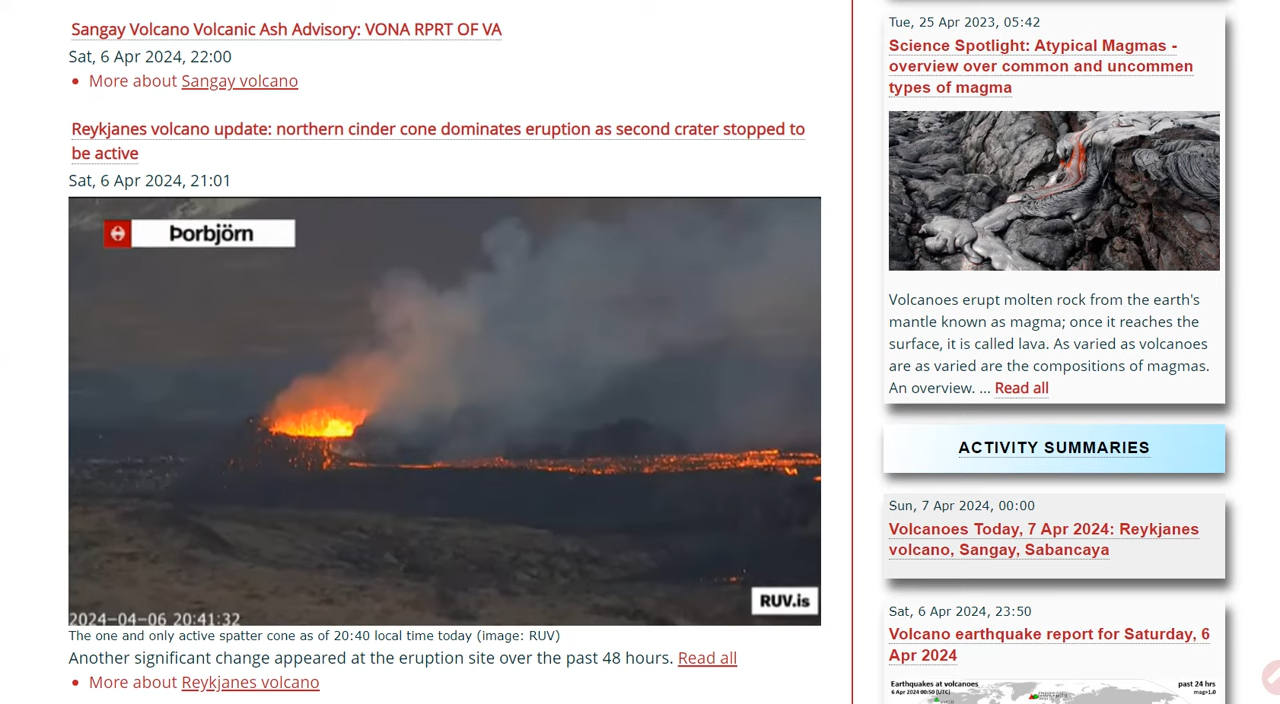 Sangay Volcano Volcanic Ash Advisory: VONA RPRT OF VA
Sat, 6 Apr 2024, 22:00
More about Sangay volcano
Reykjanes volcano update: northern cinder cone dominates eruption as second crater stopped to
be active
Sat, 6 Apr 2024, 21:01
Þorbjörn
RUV.is
2024-04-06 20:41:32
The one and only active spatter cone as of 20:40 local time today (image: RUV)
Another significant change appeared at the eruption site over the past 48 hours. Read all
More about Reykjanes volcano
Tue, 25 Apr 2023, 05:42
Science Spotlight: Atypical Magmas -
overview over common and uncommen
types of magma
Volcanoes erupt molten rock from the earth's
mantle known as magma; once it reaches the
surface, it is called lava. As varied as volcanoes
are as varied are the compositions of magmas.
An overview. ... Read all
ACTIVITY SUMMARIES
Sun, 7 Apr 2024, 00:00
Volcanoes Today, 7 Apr 2024: Reykjanes
volcano, Sangay, Sabancaya
Sat, 6 Apr 2024, 23:50
Volcano earthquake report for Saturday, 6
Apr 2024
Earthquakes at volcanoes
6 Apr 2024 00:50 (UTC)
past 24 hrs
mag>1.0